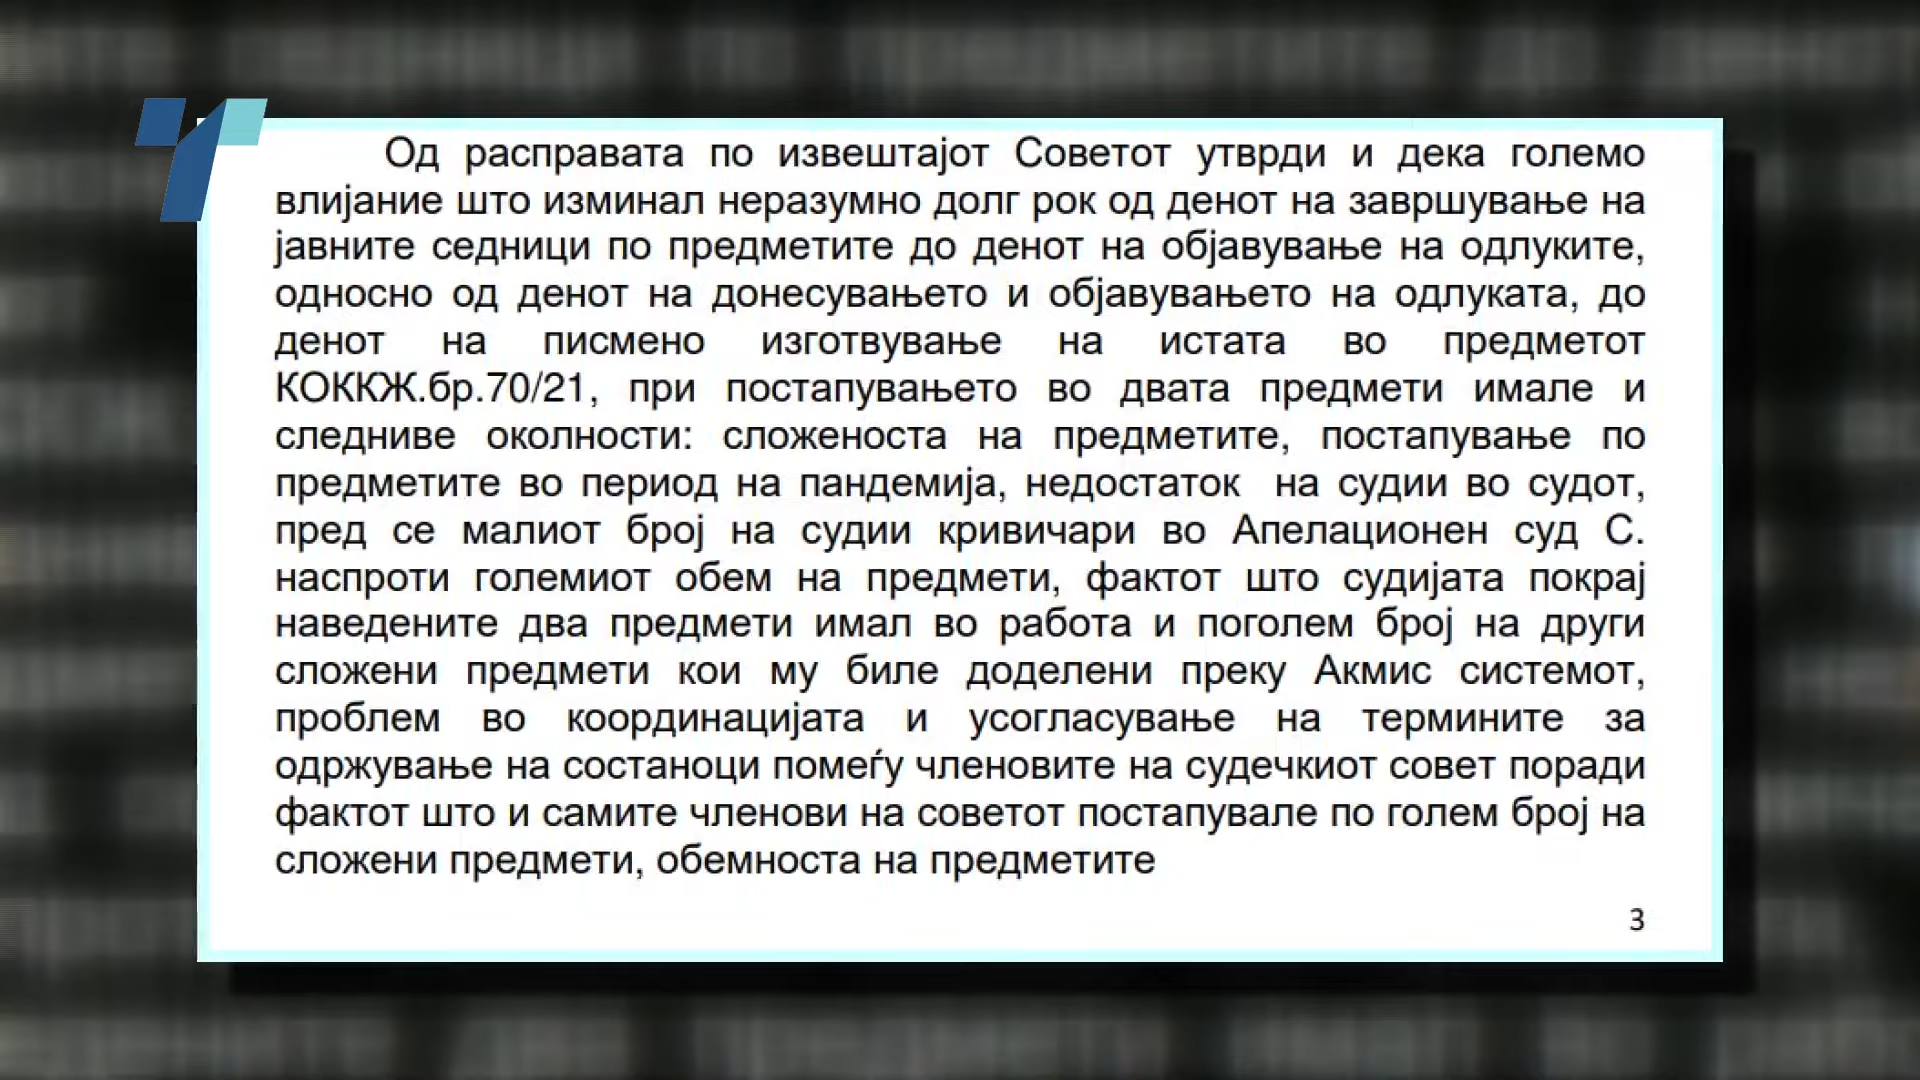 Од расправата по извештајот Советот утврди и дека големо
влијание што изминал неразумно долг рок од денот на завршување на
јавните седници по предметите до денот на објавување на одлуките,
односно од денот на донесувањето и објавувањето на одлуката, до
денот на писмено изготвување на истата во предметот
КОККЖ.бр.70/21, при постапувањето во двата предмети имале и
следниве околности: сложеноста на предметите, постапување по
предметите во период на пандемија, недостаток на судии во судот,
пред се малиот број на судии кривичари во Апелационен суд С.
наспроти големиот обем на предмети, фактот што судијата покрај
наведените два предмети имал во работа и поголем број на други
сложени предмети кои му биле доделени преку Акмис системот,
проблем во координацијата и усогласување на термините за
одржување на состаноци помеѓу членовите на судечкиот совет поради
фактот што и самите членови на советот постапувале по голем број на
сложени предмети, обемноста на предметите
3